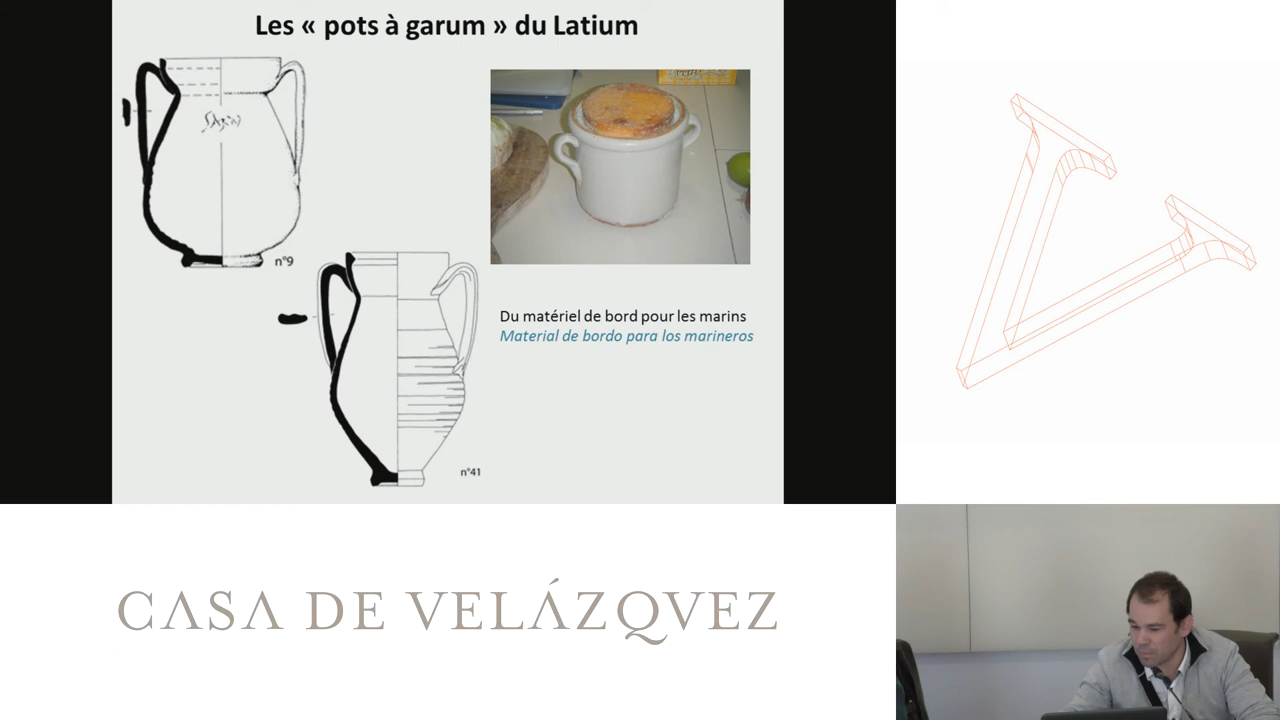 Les « pots à garum » du Latium
n°9
Du matériel de bord pour les marins
Material de bordo para los marineros
n°41
CASA DE VELÁZQVEZ